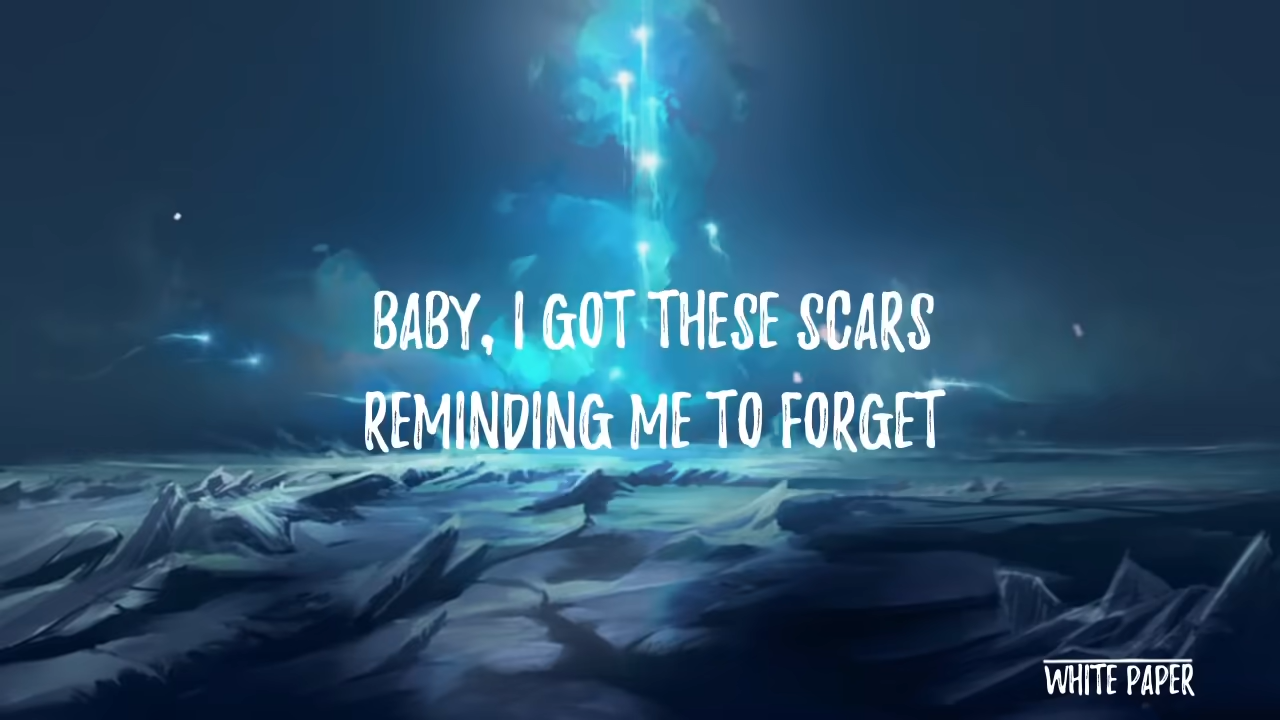 BABY, I GOT THESE SCARS
REMINDING ME TO FORGET
WHITE PAPER